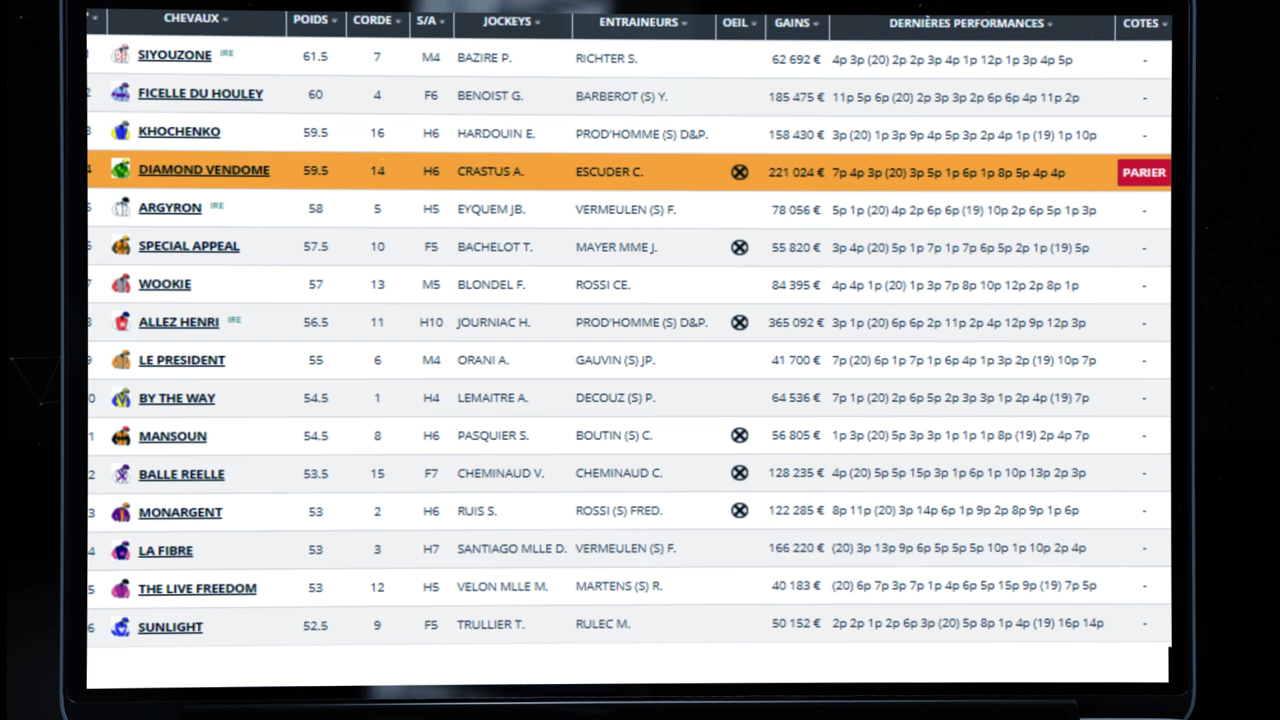 CHEVAUX POIDS CORDE S/A JOCKEYS ENTRAINEURS OEIL GAINS DERNIÈRES PERFORMANCES COTES
SIYOUZONE IRE 61.5 7 M4 BAZIRE P. RICHTER S. 62 692 € 4p 3p (20) 2p 2p 3p 4p 1p 12p 1p 3p 4p 5p -
2 FICELLE DU HOULEY 60 4 F6 BENOIST G. BARBEROT (S) Y. 185 475 € 11p 5p 6p (20) 2p 3p 3p 2p 6p 6p 4p 11p 2p -
3 KHOCHENKO 59.5 16 H6 HARDOUIN E. PROD'HOMME (S) D&P. 158 430 € 3p (20) 1p 3p 9p 4p 5p 3p 2p 4p 1p (19) 1p 10p -
4 DIAMOND VENDOME 59.5 14 H6 CRASTUS A. ESCUDER C. 221 024 € 7p 4p 3p (20) 3p 5p 1p 6p 1p 8p 5p 4p 4p PARIER
5 ARGYRON IRE 58 5 H5 EYQUEM JB. VERMEULEN (S) F. 78 056 € 5p 1p (20) 4p 2p 6p 6p (19) 10p 2p 6p 5p 1p 3p -
6 SPECIAL APPEAL 57.5 10 F5 BACHELOT T. MAYER MME J. 55 820 € 3p 4p (20) 5p 1p 7p 1p 7p 6p 5p 2p 1p (19) 5p -
7 WOOKIE 57 13 M5 BLONDEL F. ROSSI CE. 84 395 € 4p 4p 1p (20) 1p 3p 7p 8p 10p 12p 2p 8p 1p -
8 ALLEZ HENRI IRE 56.5 11 H10 JOURNIAC H. PROD'HOMME (S) D&P. 365 092 € 3p 1p (20) 6p 6p 2p 11p 2p 4p 12p 9p 12p 3p -
9 LE PRESIDENT 55 6 M4 ORANI A. GAUVIN (S) JP. 41 700 € 7p (20) 6p 1p 7p 1p 6p 4p 1p 3p 2p (19) 10p 7p -
0 BY THE WAY 54.5 1 H4 LEMAITRE A. DECOUZ (S) P. 64 536 € 7p 1p (20) 2p 6p 5p 2p 3p 3p 1p 2p 4p (19) 7p -
1 MANSOUN 54.5 8 H6 PASQUIER S. BOUTIN (S) C. 56 805 € 1p 3p (20) 5p 3p 3p 1p 1p 1p 8p (19) 2p 4p 7p -
2 BALLE REELLE 53.5 15 F7 CHEMINAUD V. CHEMINAUD C. 128 235 € 4p (20) 5p 5p 15p 3p 1p 6p 1p 10p 13p 2p 3p -
3 MONARGENT 53 2 H6 RUIS S. ROSSI (S) FRED. 122 285 € 8p 11p (20) 3p 14p 6p 1p 9p 2p 8p 9p 1p 6p -
4 LA FIBRE 53 3 H7 SANTIAGO MLLE D. VERMEULEN (S) F. 166 220 € (20) 3p 13p 9p 6p 5p 5p 5p 10p 1p 10p 2p 4p -
5 THE LIVE FREEDOM 53 12 H5 VELON MLLE M. MARTENS (S) R. 40 183 € (20) 6p 7p 3p 7p 1p 4p 6p 5p 15p 9p (19) 7p 5p -
6 SUNLIGHT 52.5 9 F5 TRULLIER T. RULEC M. 50 152 € 2p 2p 1p 2p 6p 3p (20) 5p 8p 1p 4p (19) 16p 14p -